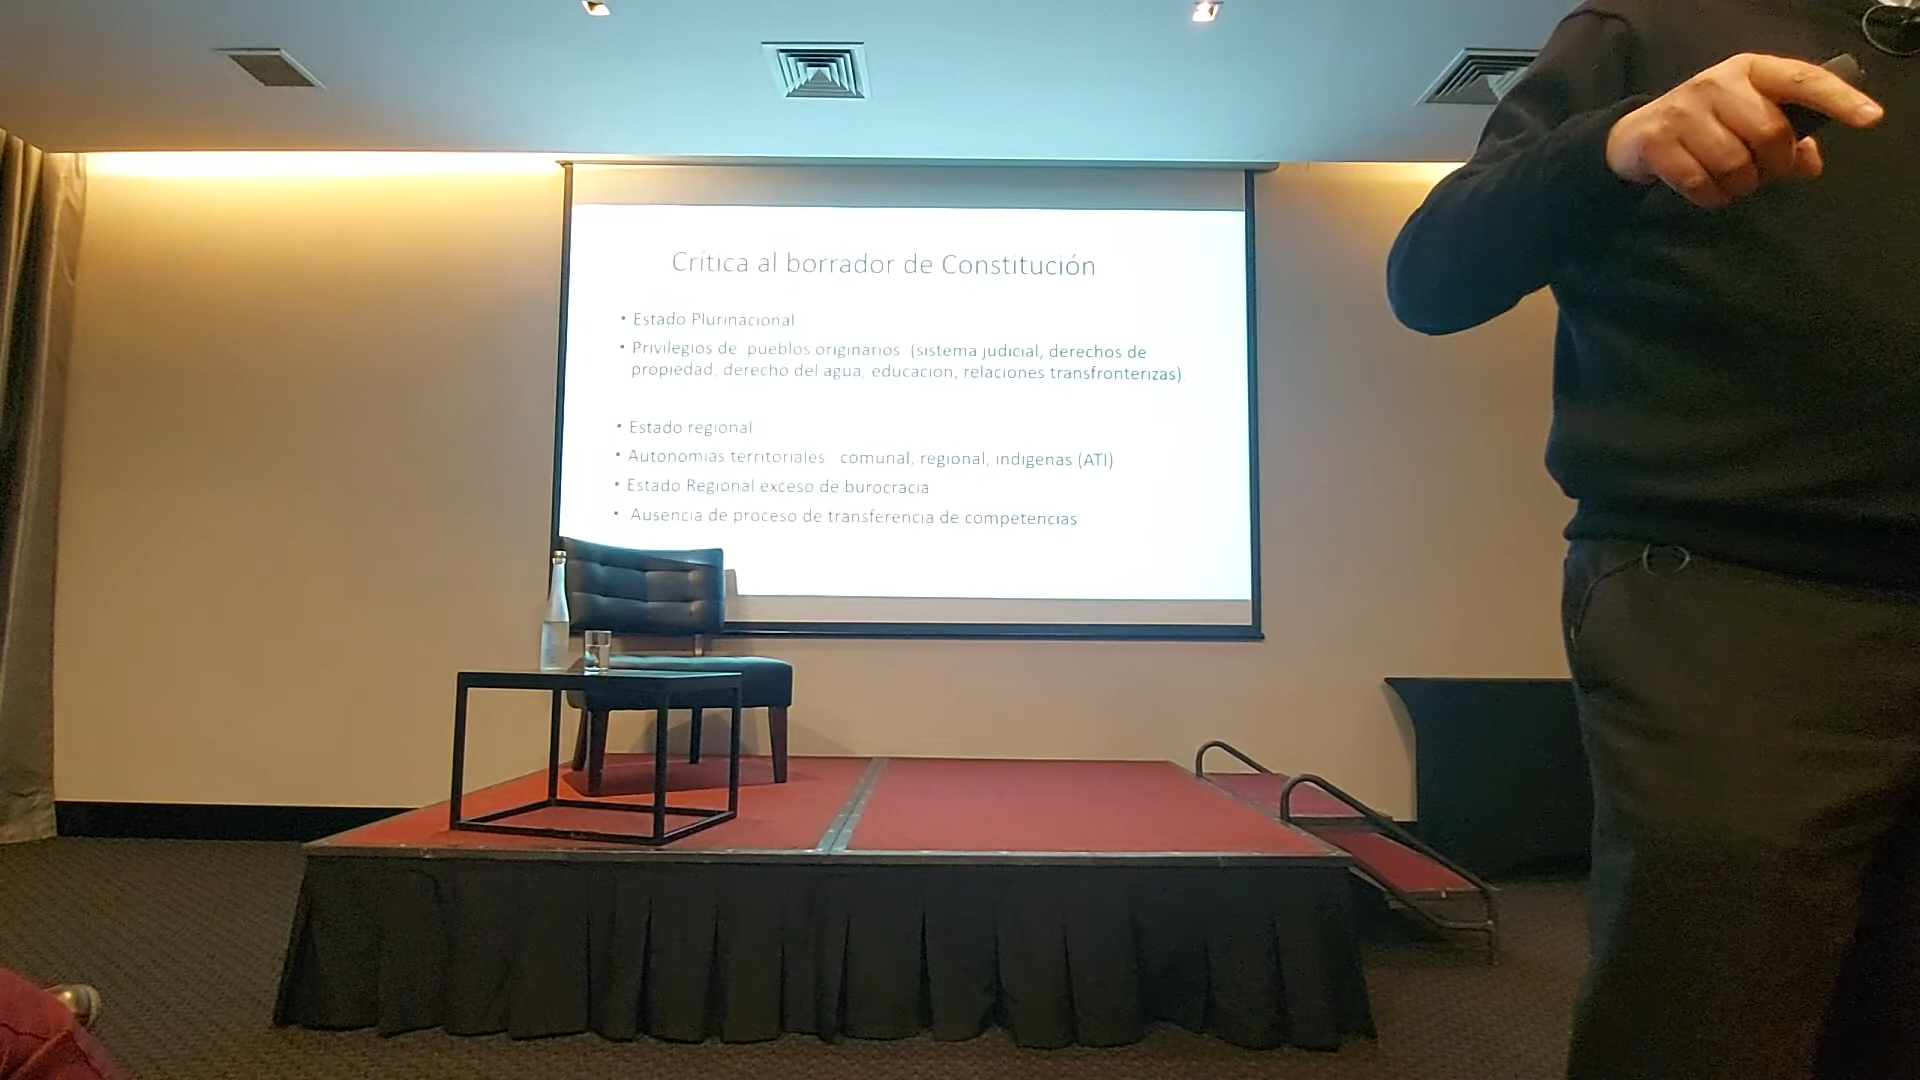 Crítica al borrador de Constitución
• Estado Plurinacional
• Privilegios de pueblos originarios (sistema judicial, derechos de
propiedad, derecho del agua, educacion, relaciones transfronterizas).
• Estado regional
• Autonomias territoriales: comunal, regional, indigenas (ATI)
• Estado Regional exceso de burocracia
• Ausencia de proceso de transferencia de competencias